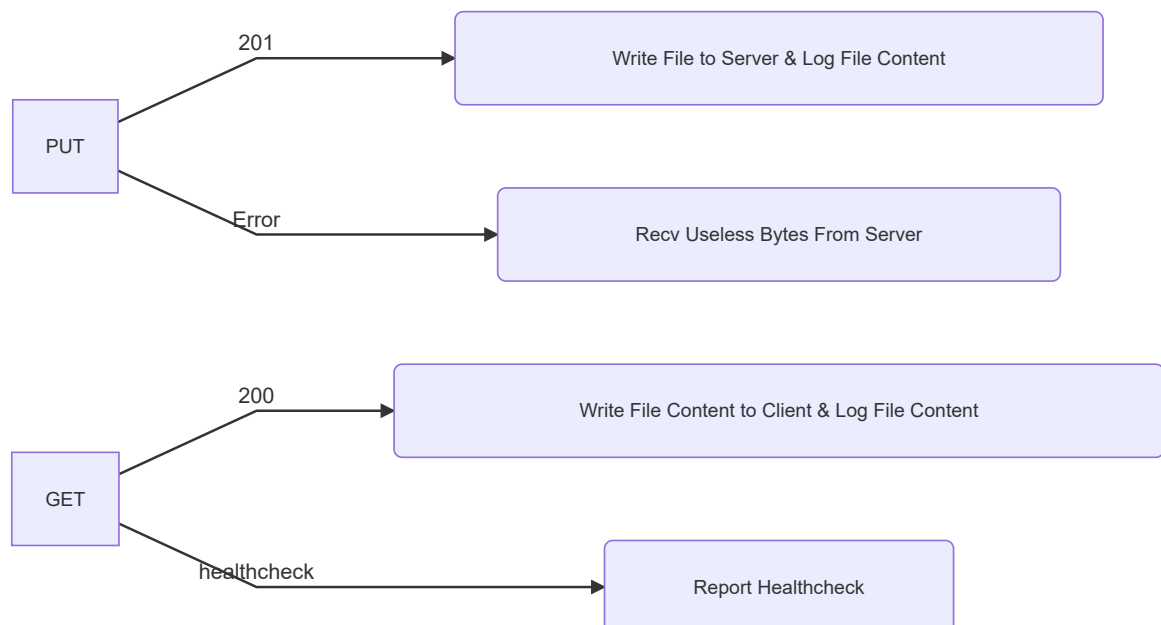 201
Write File to Server & Log File Content
PUT
Error
Recv Useless Bytes From Server
200
Write File Content to Client & Log File Content
GET
healthcheck
Report Healthcheck